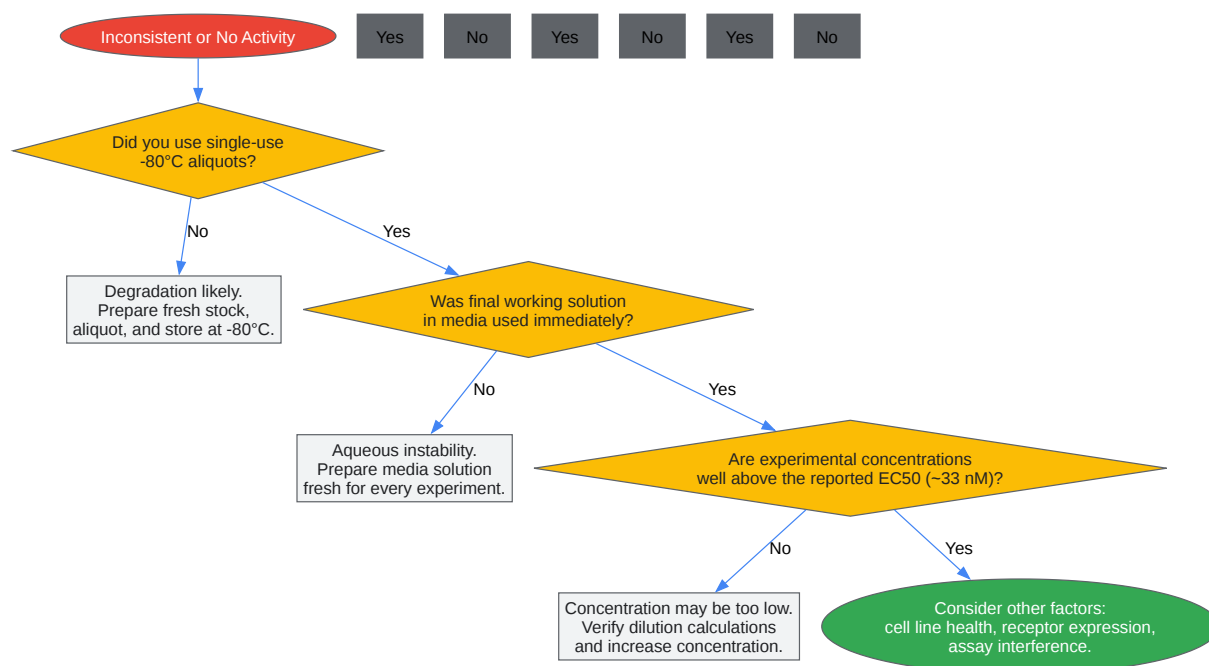 Inconsistent or No Activity
Yes
No
Yes
No
Yes
No
Did you use single-use
-80°C aliquots?
No
Yes
Degradation likely.
Prepare fresh stock,
aliquot, and store at -80°C.
Was final working solution
in media used immediately?
No
Yes
Aqueous instability.
Prepare media solution
fresh for every experiment.
Are experimental concentrations
well above the reported EC50 (~33 nM)?
No
Yes
Concentration may be too low.
Verify dilution calculations
and increase concentration.
Consider other factors:
cell line health, receptor expression,
assay interference.